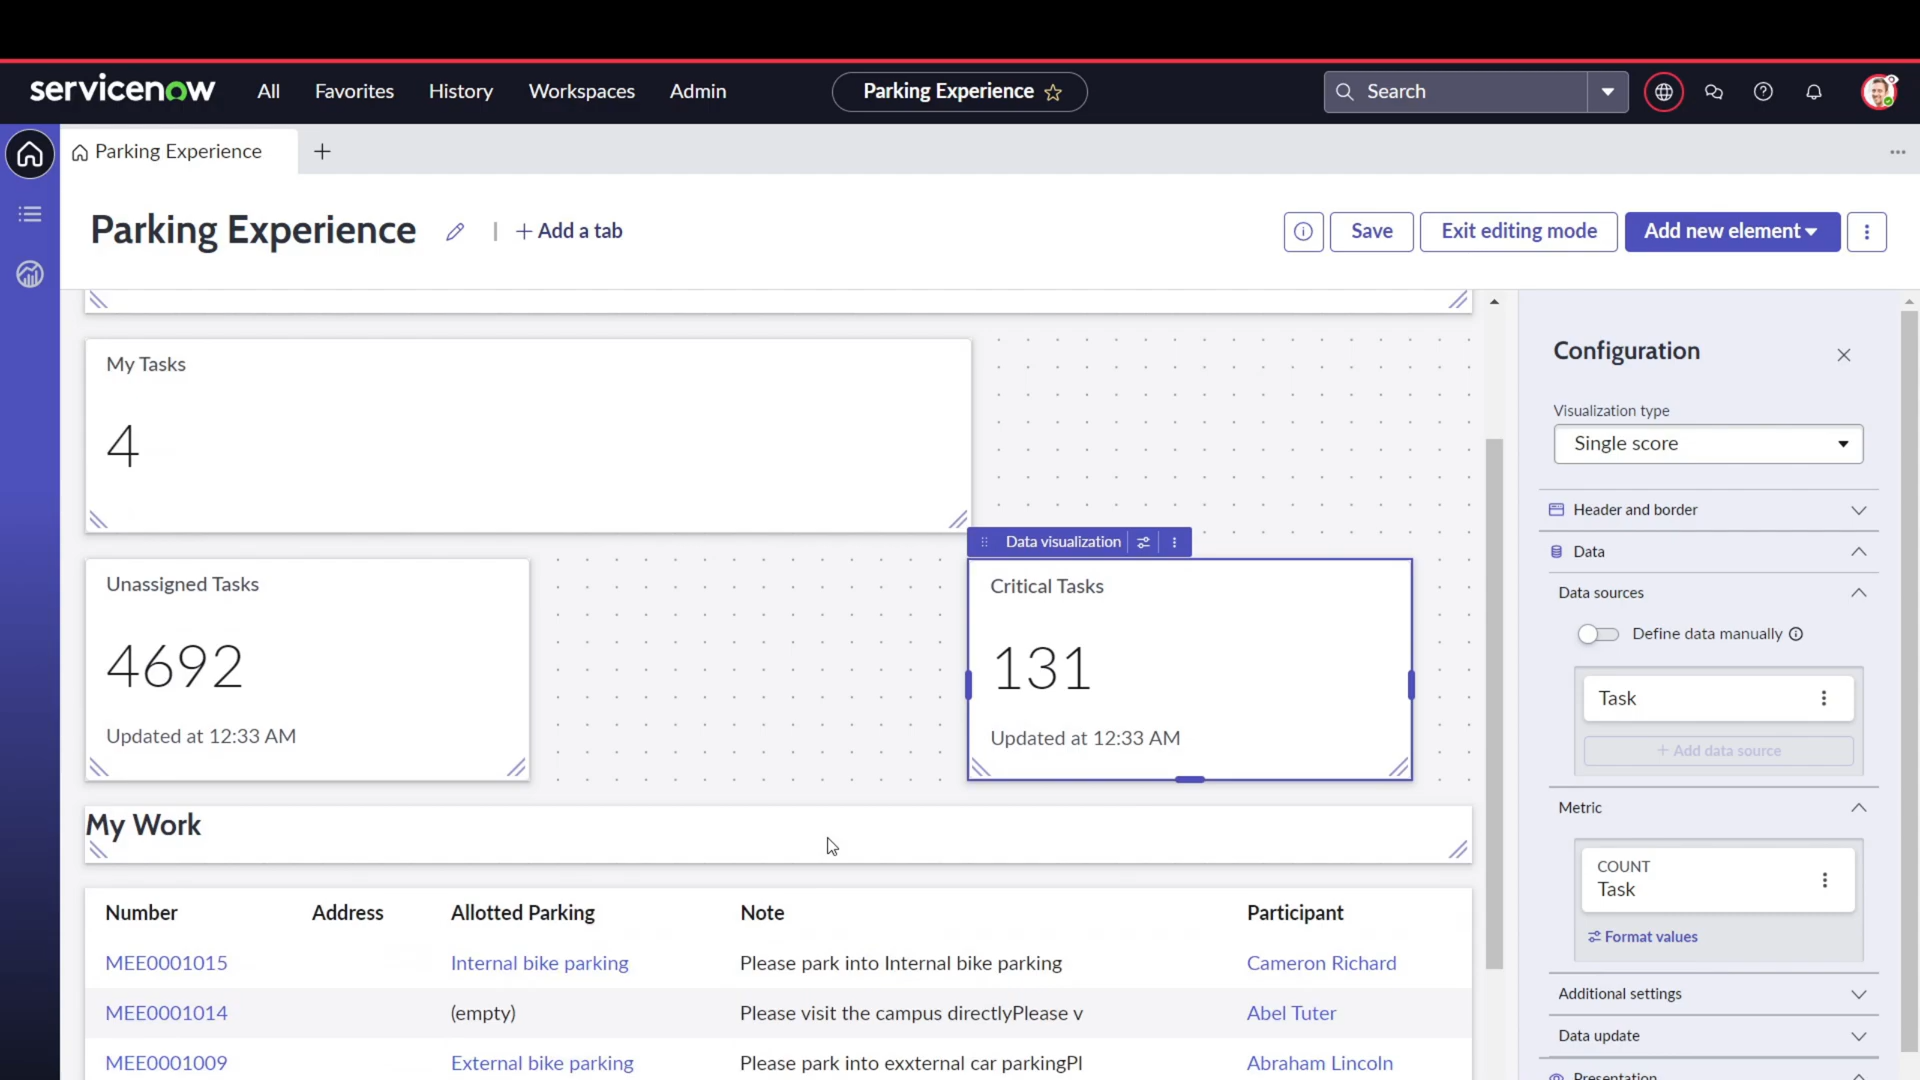 servicenow
All
Favorites
History
Workspaces
Admin
Parking Experience
Search
Parking Experience
Parking Experience
Add a tab
Save
Exit editing mode
Add new element
My Tasks
4
Unassigned Tasks
4692
Updated at 12:33 AM
Data visualization
Critical Tasks
131
Updated at 12:33 AM
My Work
Number Address Allotted Parking Note Participant
MEE0001015 Internal bike parking Please park into Internal bike parking Cameron Richard
MEE0001014 (empty) Please visit the campus directlyPlease v Abel Tuter
MEE0001009 External bike parking Please park into exxternal car parkingPl Abraham Lincoln
Configuration
Visualization type
Single score
Header and border
Data
Data sources
Define data manually
Task
+ Add data source
Metric
COUNT
Task
Format values
Additional settings
Data update
Presentation